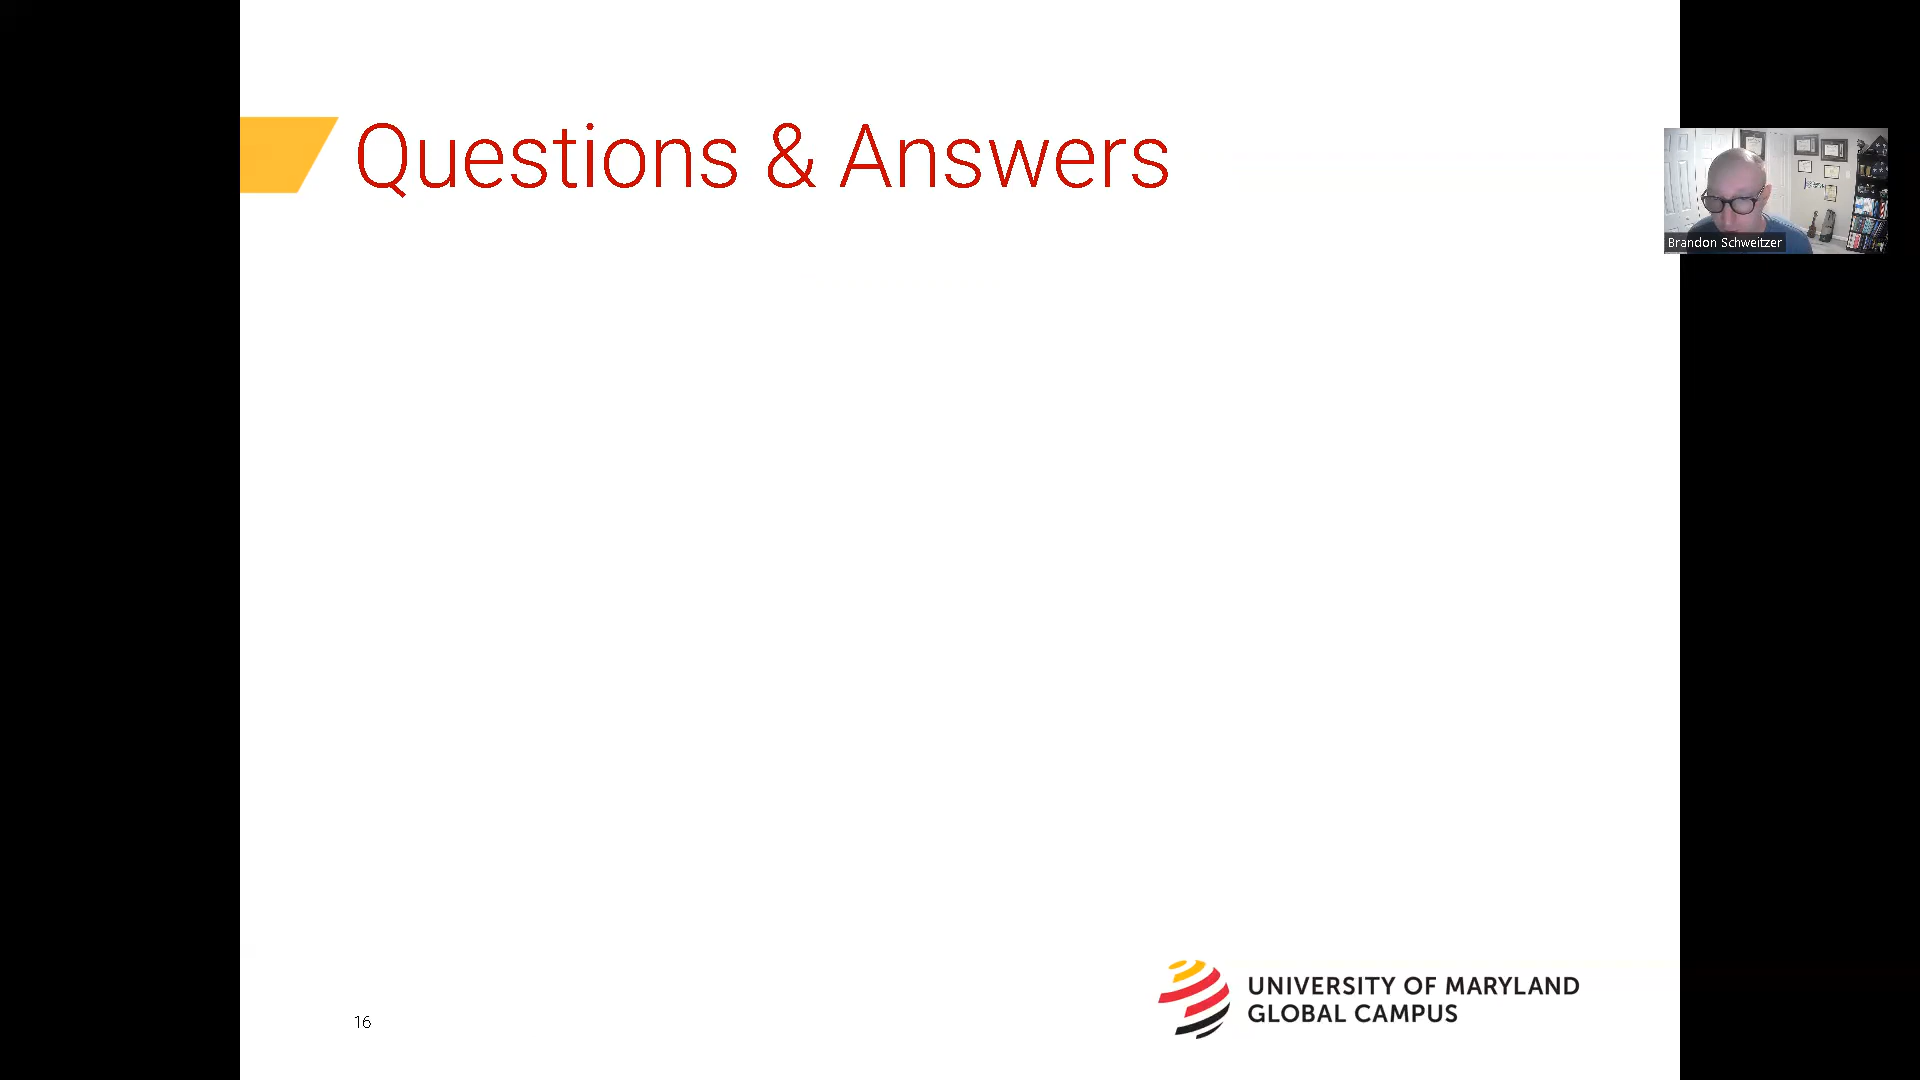 Questions & Answers
Brandon Schweitzer
UNIVERSITY OF MARYLAND
GLOBAL CAMPUS
16